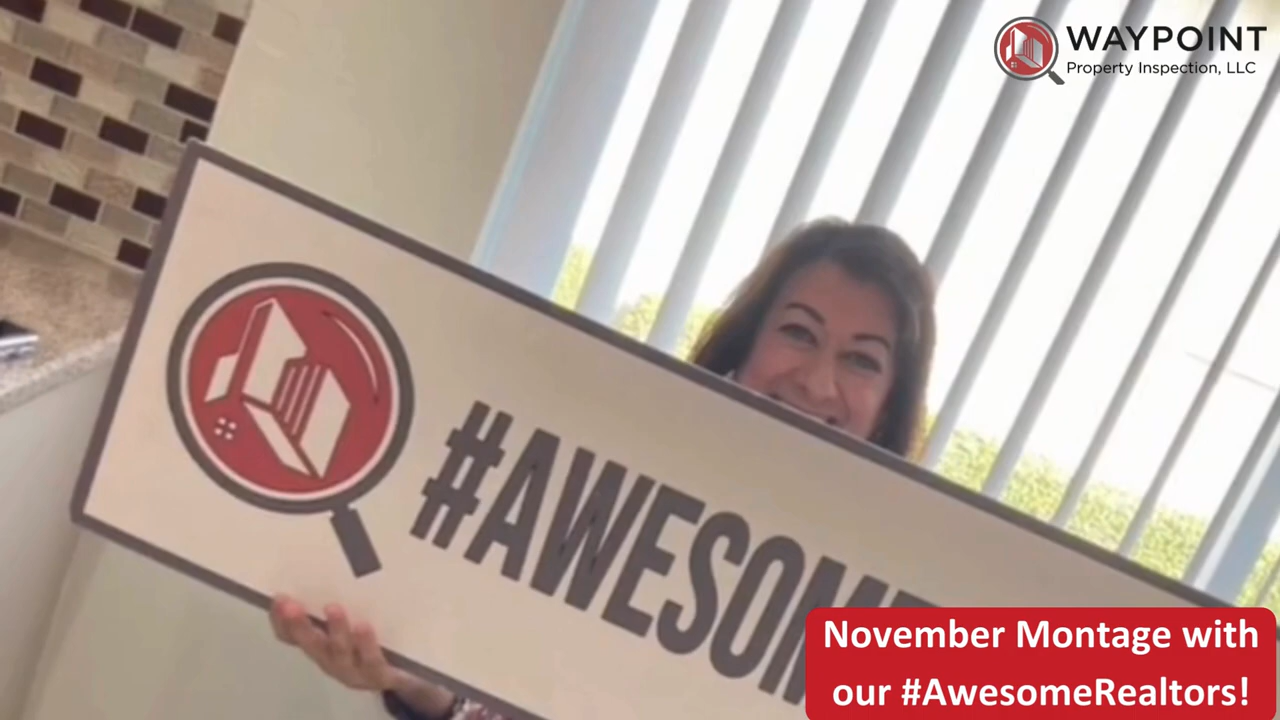 WAYPOINT
Property Inspection, LLC
#AWESOM
November Montage with
our #AwesomeRealtors!